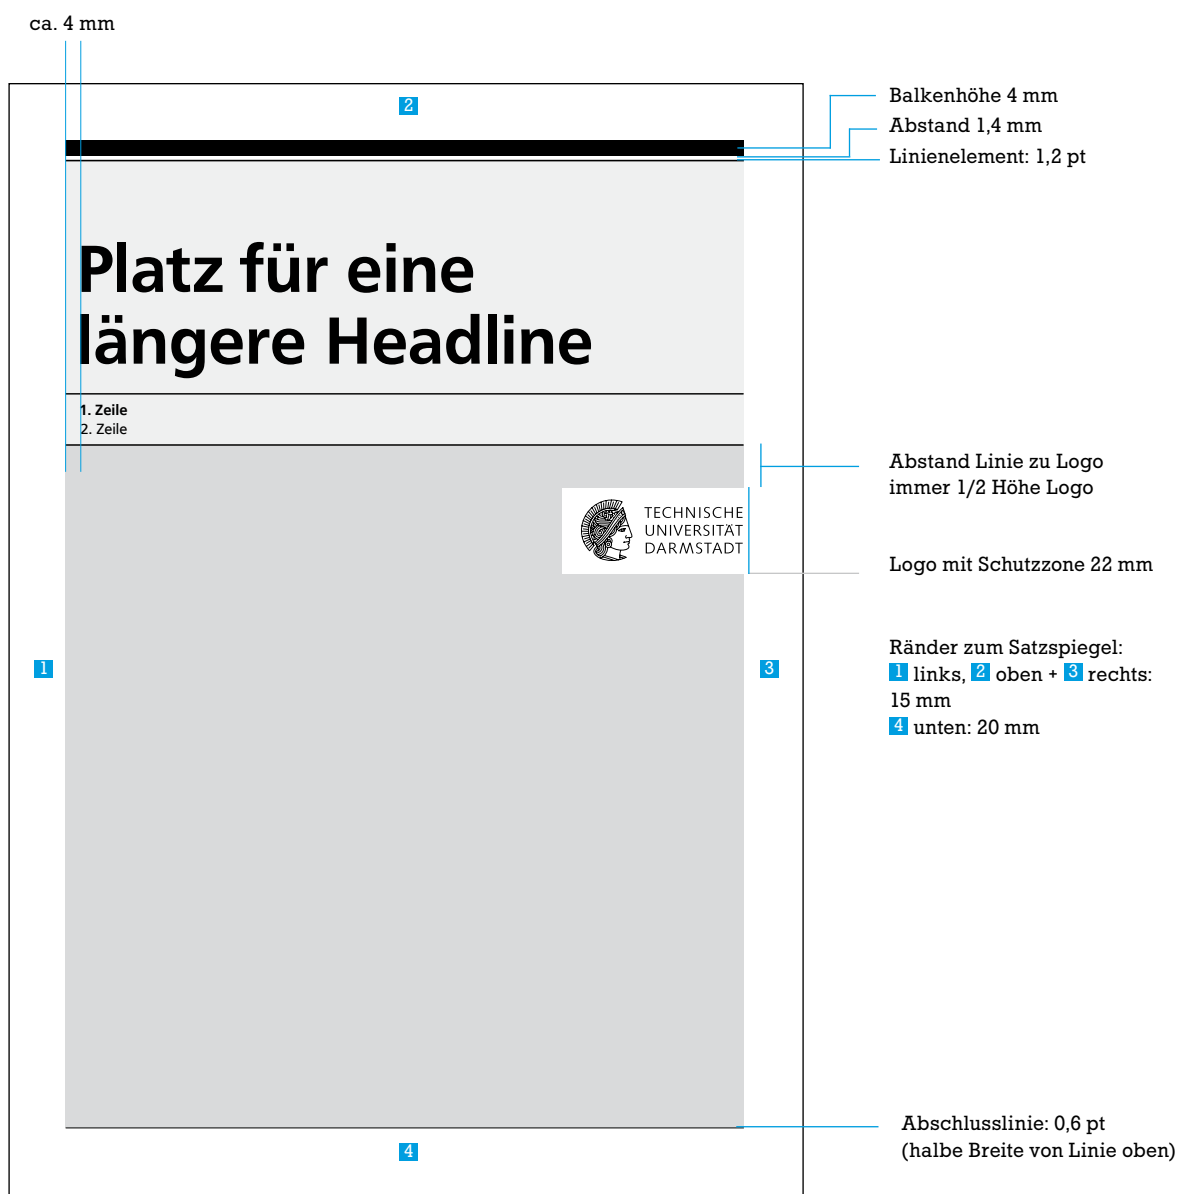 ca. 4 mm
2
Balkenhöhe 4 mm
Abstand 1,4 mm
Linienelement: 1,2 pt
Platz für eine
längere Headline
1. Zeile
2. Zeile
Abstand Linie zu Logo
immer 1/2 Höhe Logo
TECHNISCHE
UNIVERSITÄT
DARMSTADT
Logo mit Schutzzone 22 mm
1
3
Ränder zum Satzspiegel:
1 links, 2 oben + 3 rechts:
15 mm
4 unten: 20 mm
Abschlusslinie: 0,6 pt
(halbe Breite von Linie oben)
4